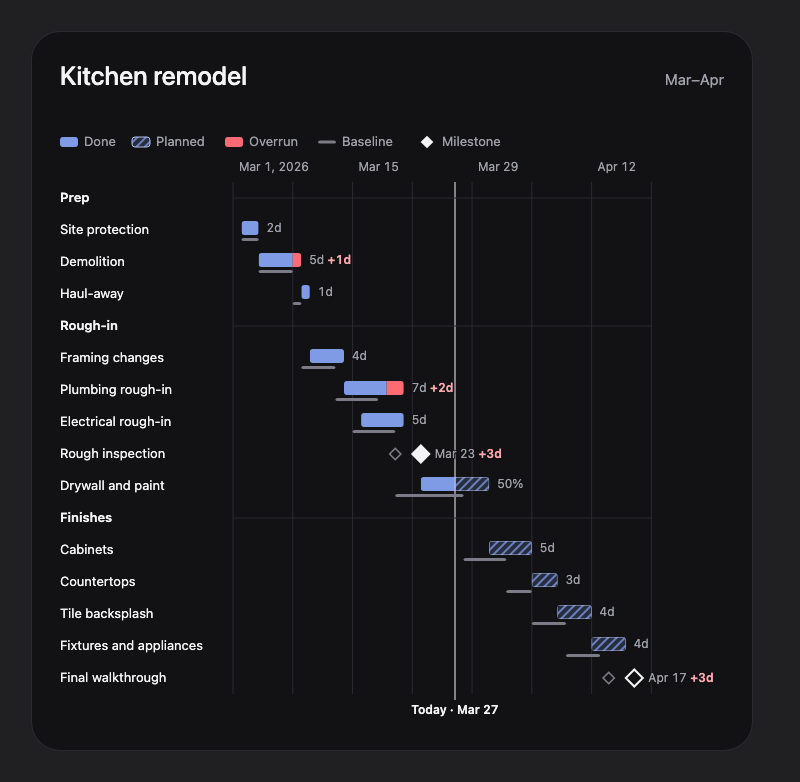 Kitchen remodel
Mar–Apr
Done Planned Overrun Baseline Milestone
Mar 1, 2026 Mar 15 Mar 29 Apr 12
Prep
Site protection 2d
Demolition 5d +1d
Haul-away 1d
Rough-in
Framing changes 4d
Plumbing rough-in 7d +2d
Electrical rough-in 5d
Rough inspection Mar 23 +3d
Drywall and paint 50%
Finishes
Cabinets 5d
Countertops 3d
Tile backsplash 4d
Fixtures and appliances 4d
Final walkthrough Apr 17 +3d
Today · Mar 27